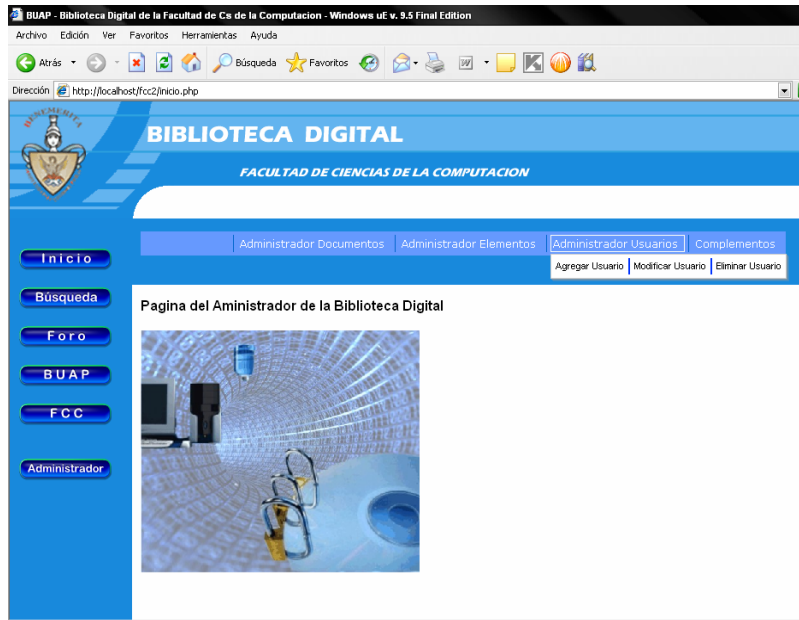 BUAP - Biblioteca Digital de la Facultad de Cs de la Computacion - Windows uE v. 9.5 Final Edition
Archivo Edición Ver Favoritos Herramientas Ayuda
Atrás Búsqueda Favoritos
Dirección http://localhost/fcc2/inicio.php
BENEMERITA
BIBLIOTECA DIGITAL
FACULTAD DE CIENCIAS DE LA COMPUTACION
Administrador Documentos Administrador Elementos Administrador Usuarios Complementos
Agregar Usuario Modificar Usuario Eliminar Usuario
Inicio
Búsqueda
Foro
BUAP
FCC
Administrador
Pagina del Aministrador de la Biblioteca Digital